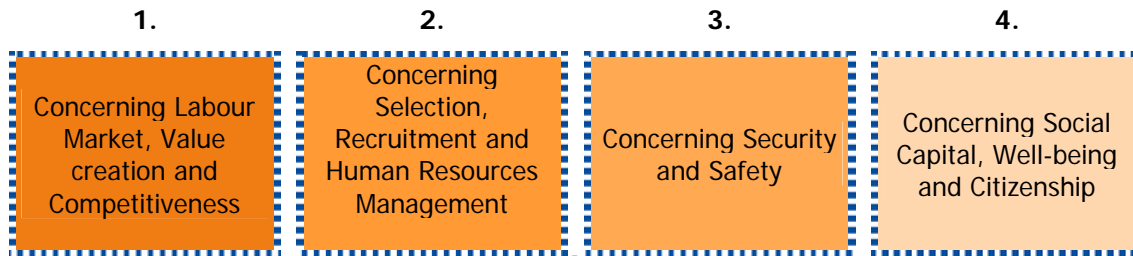 1.
Concerning Labour
Market, Value
creation and
Competitiveness
2.
Concerning
Selection,
Recruitment and
Human Resources
Management
3.
Concerning Security
and Safety
4.
Concerning Social
Capital, Well-being
and Citizenship